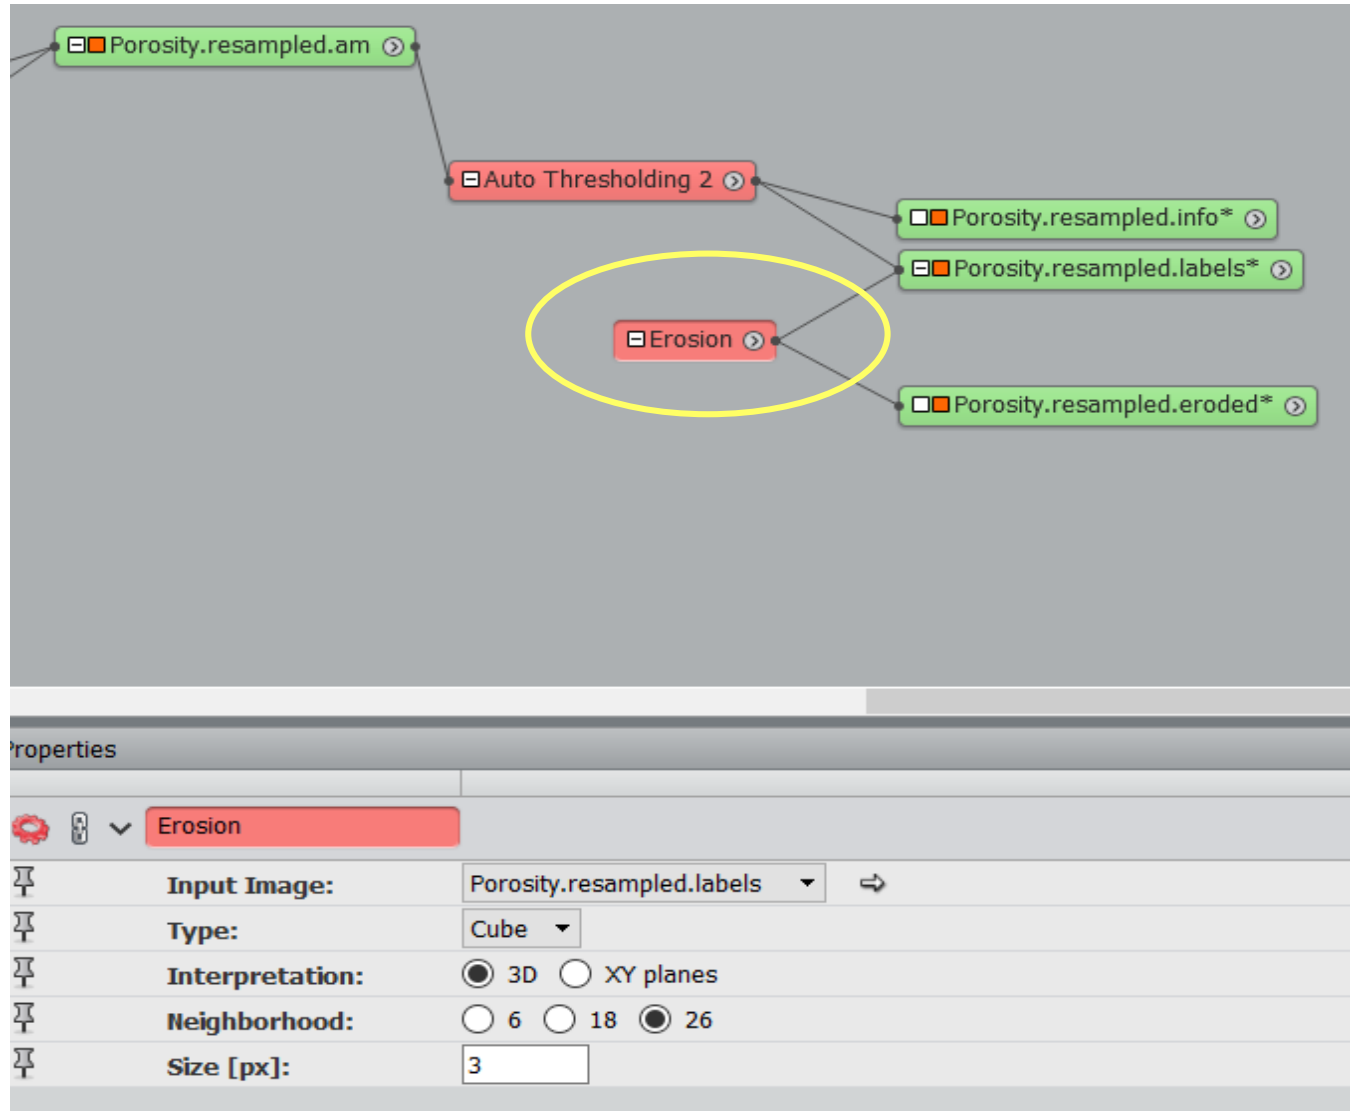 Porosity.resampled.am
Auto Thresholding 2
Porosity.resampled.info*
Porosity.resampled.labels*
Erosion
Porosity.resampled.eroded*
Properties
Erosion
Input Image: Porosity.resampled.labels
Type: Cube
Interpretation: 3D XY planes
Neighborhood: 6 18 26
Size [px]: 3